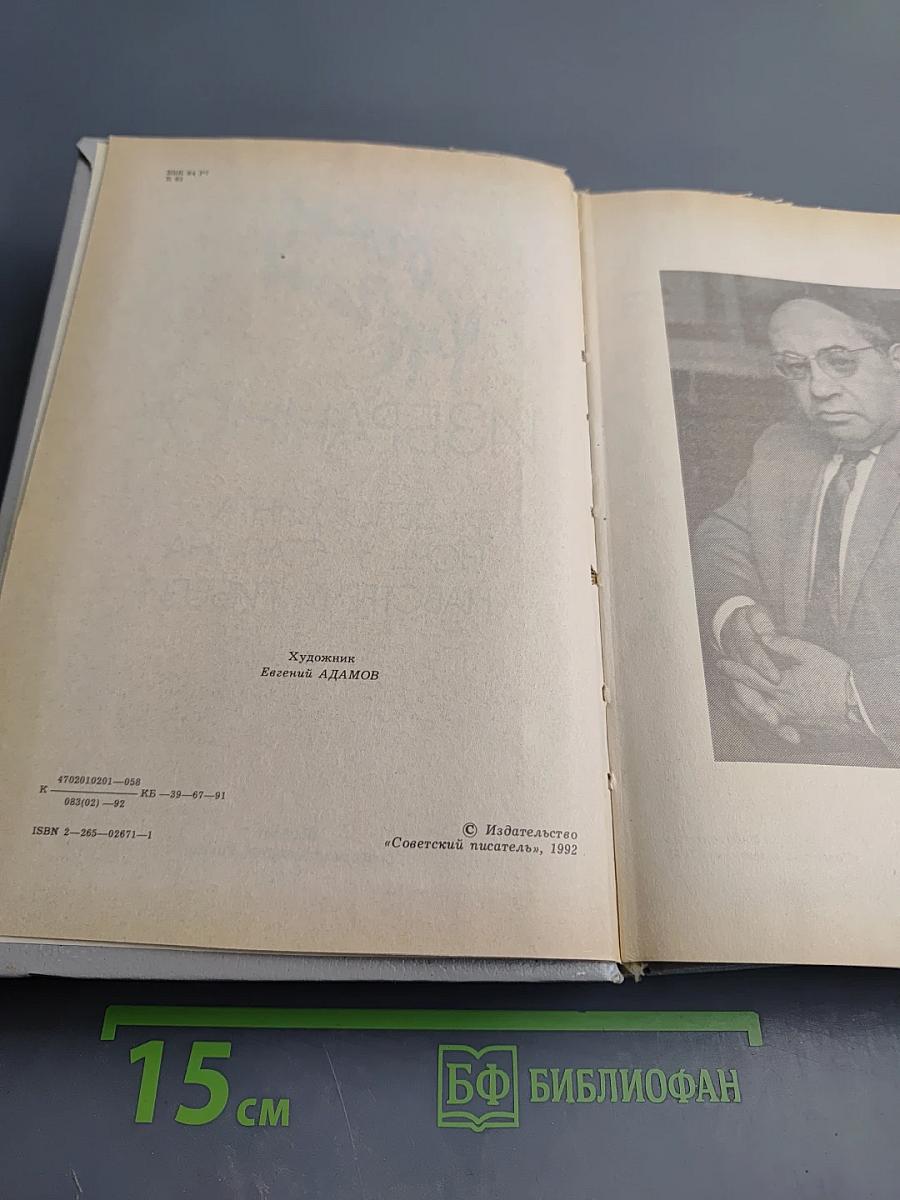 Художник
Евгений АДАМОВ
4702010201—058
К ——— КБ —39—67—91
083(02) —92
ISBN 2—265—02671—1
© Издательство
«Советский писатель», 1992
15 см
БФ БИБЛИОФАН